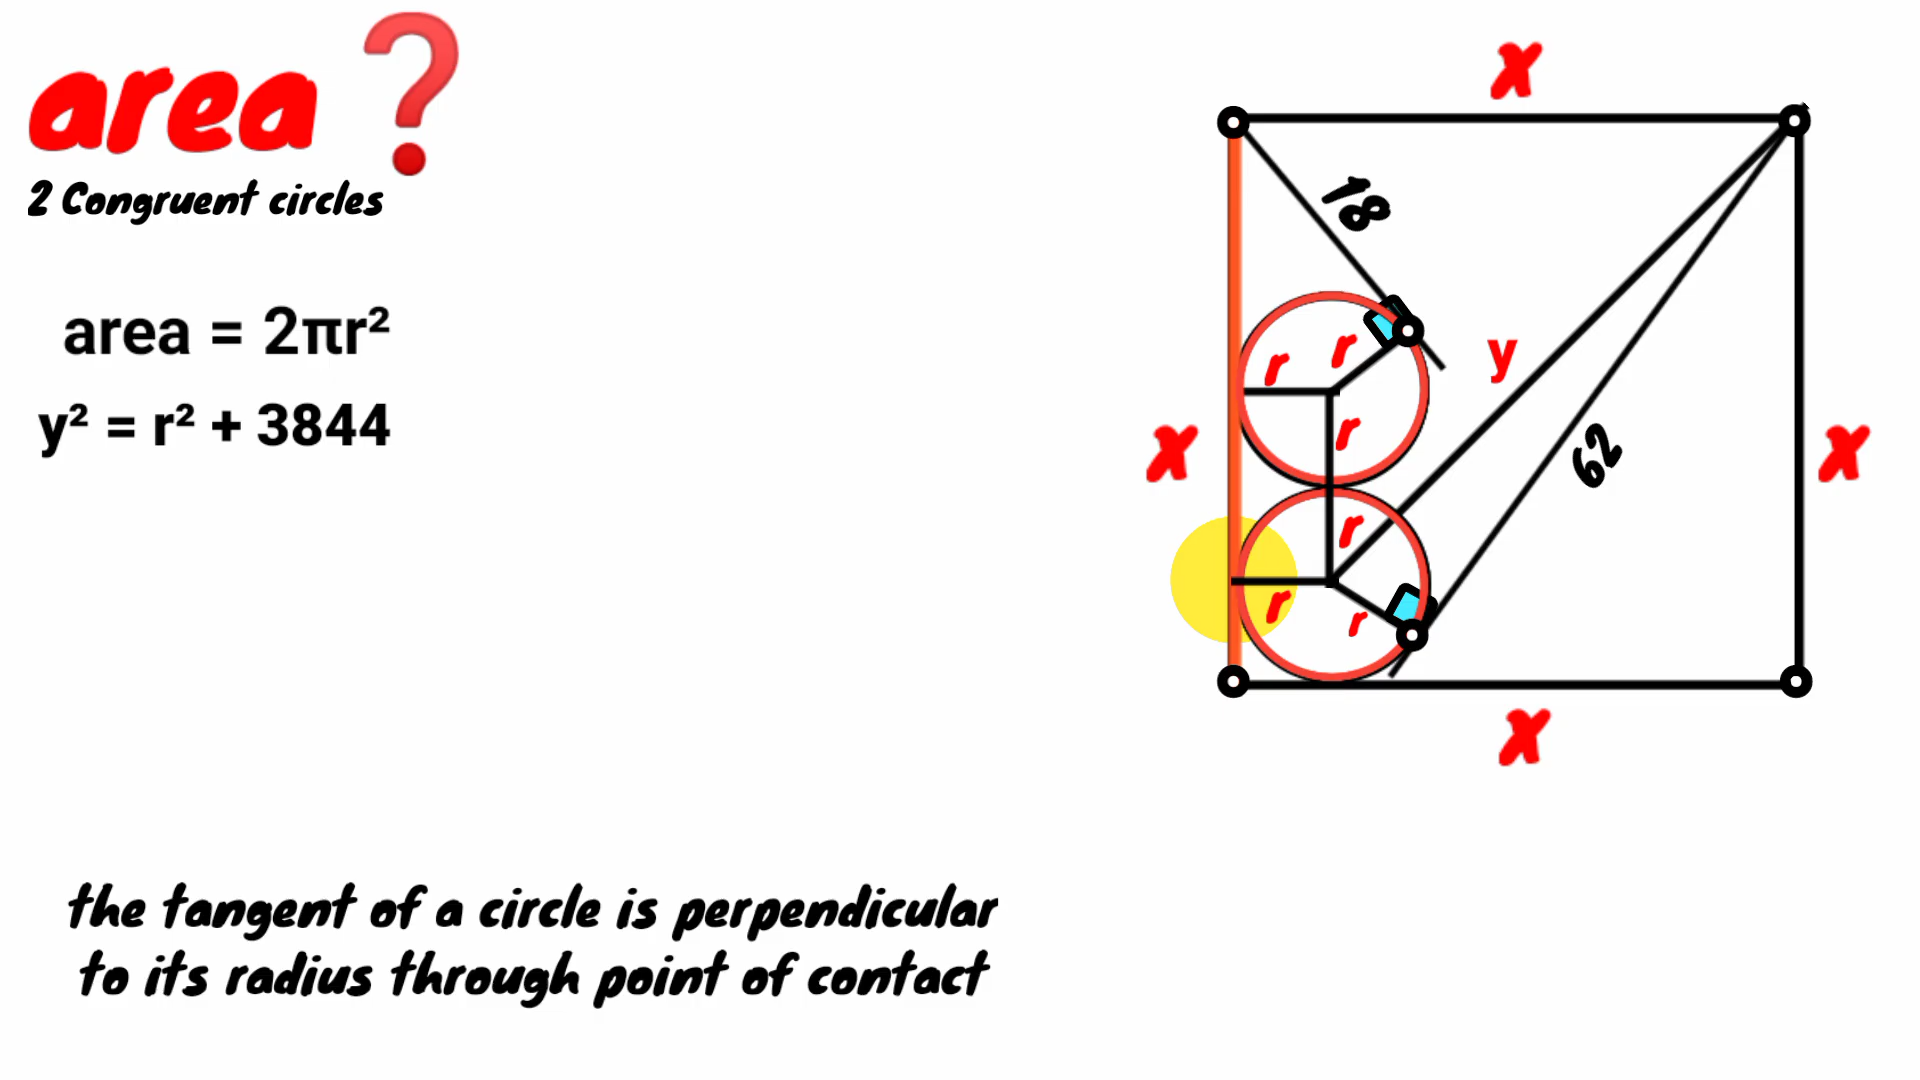 area❓
2 Congruent circles
area = 2πr²
y² = r² + 3844
x
18
r
r
y
r
x
62
x
r
r
r
x
the tangent of a circle is perpendicular
to its radius through point of contact